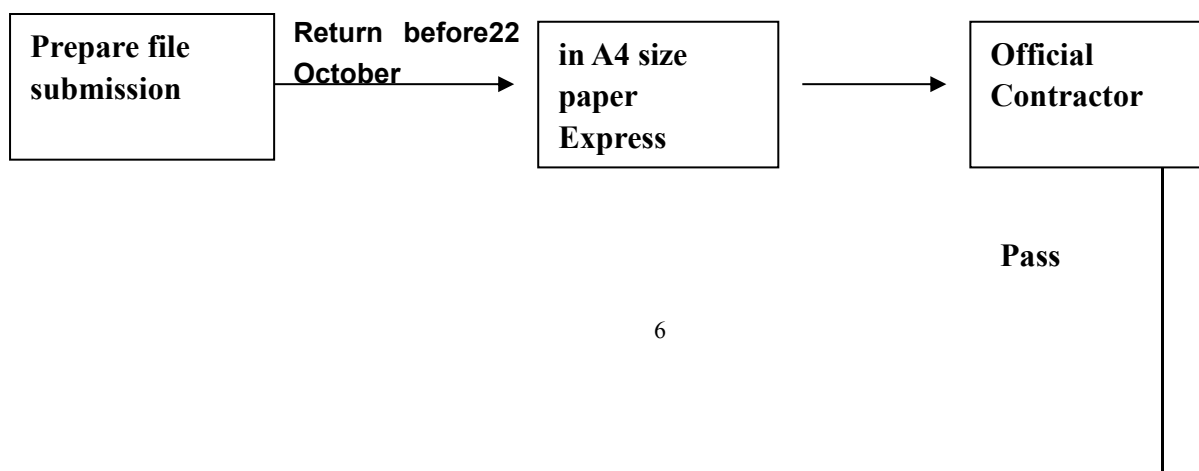 Prepare file
submission
Return before22
October
in A4 size
paper
Express
Official
Contractor
Pass
6